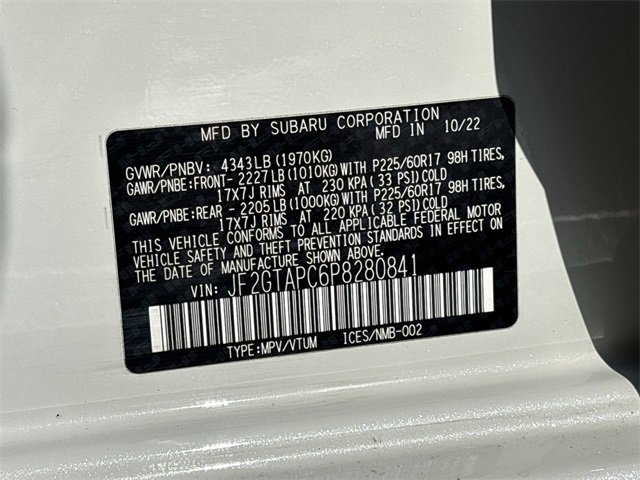 MFD BY SUBARU CORPORATION MFD IN 10/22
GVWR/PNBV: 4343LB (1970KG)
GAWR/PNBE:FRONT-2227LB (1010KG)WITH P225/60R17 98H TIRES,
17X7J RIMS AT 230 KPA (33 PSI)COLD
GAWR/PNBE:REAR -2205LB (1000KG)WITH P225/60R17 98H TIRES,
17X7J RIMS AT 220 KPA (32 PSI)COLD
THIS VEHICLE CONFORMS TO ALL APPLICABLE FEDERAL MOTOR
VEHICLE SAFETY AND THEFT PREVENTION STANDARDS IN EFFECT ON
THE DATE OF MANUFACTURE SHOWN ABOVE.
VIN: JF2GTAPC6P8280841
TYPE:MPV/VTUM ICES/NMB-002